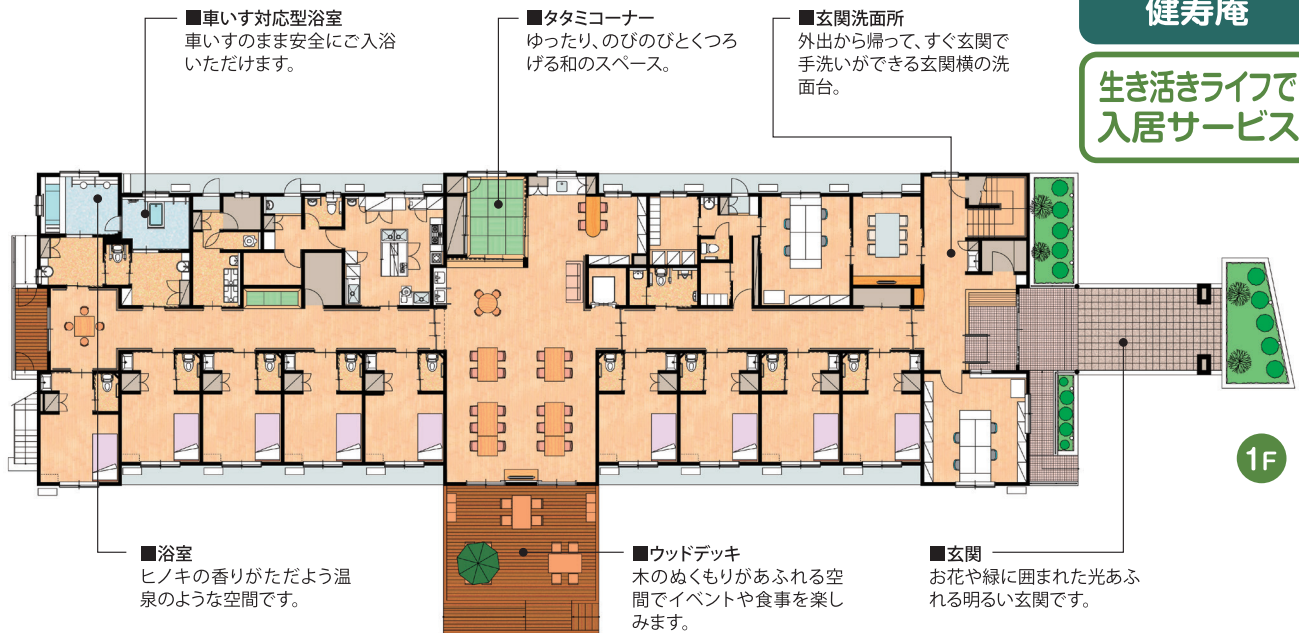 ■車いす対応型浴室
車いすのまま安全にご入浴
いただけます。
■タタミコーナー
ゆったり、のびのびとくつろ
げる和のスペース。
■玄関洗面所
外出から帰って、すぐ玄関で
手洗いができる玄関横の洗
面台。
健寿庵
生き活きライフで
入居サービス
1F
■浴室
ヒノキの香りがただよう温
泉のような空間です。
■ウッドデッキ
木のぬくもりがあふれる空
間でイベントや食事を楽し
みます。
■玄関
お花や緑に囲まれた光あふ
れる明るい玄関です。